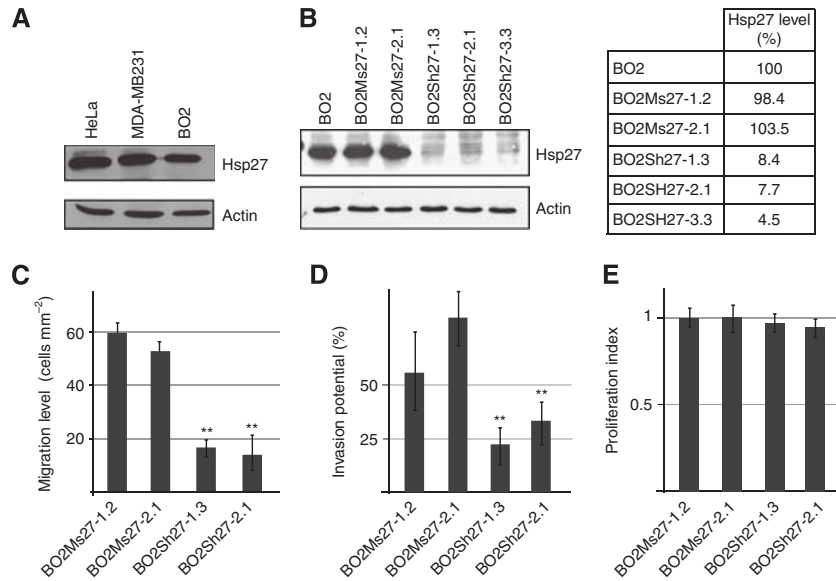 A
HeLa
MDA-MB231
BO2
Hsp27
Actin
B
BO2
BO2Ms27-1.2
BO2Ms27-2.1
BO2Sh27-1.3
BO2Sh27-2.1
BO2Sh27-3.3
Hsp27
Actin
Hsp27 level
(%)
BO2 100
BO2Ms27-1.2 98.4
BO2Ms27-2.1 103.5
BO2Sh27-1.3 8.4
BO2SH27-2.1 7.7
BO2SH27-3.3 4.5
C
Migration level (cells mm⁻²)
60
40
20
**
**
BO2Ms27-1.2
BO2Ms27-2.1
BO2Sh27-1.3
BO2Sh27-2.1
D
Invasion potential (%)
50
25
**
**
BO2Ms27-1.2
BO2Ms27-2.1
BO2Sh27-1.3
BO2Sh27-2.1
E
Proliferation index
1
0.5
BO2Ms27-1.2
BO2Ms27-2.1
BO2Sh27-1.3
BO2Sh27-2.1